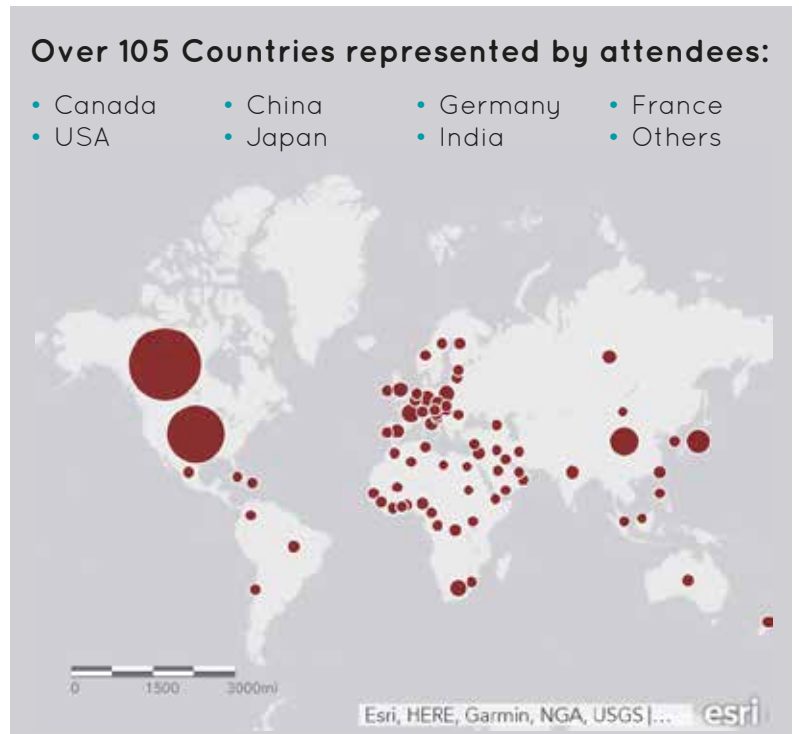 Over 105 Countries represented by attendees:
• Canada • China • Germany • France
• USA • Japan • India • Others
0 1500 3000mi
Esri, HERE, Garmin, NGA, USGS |... esri